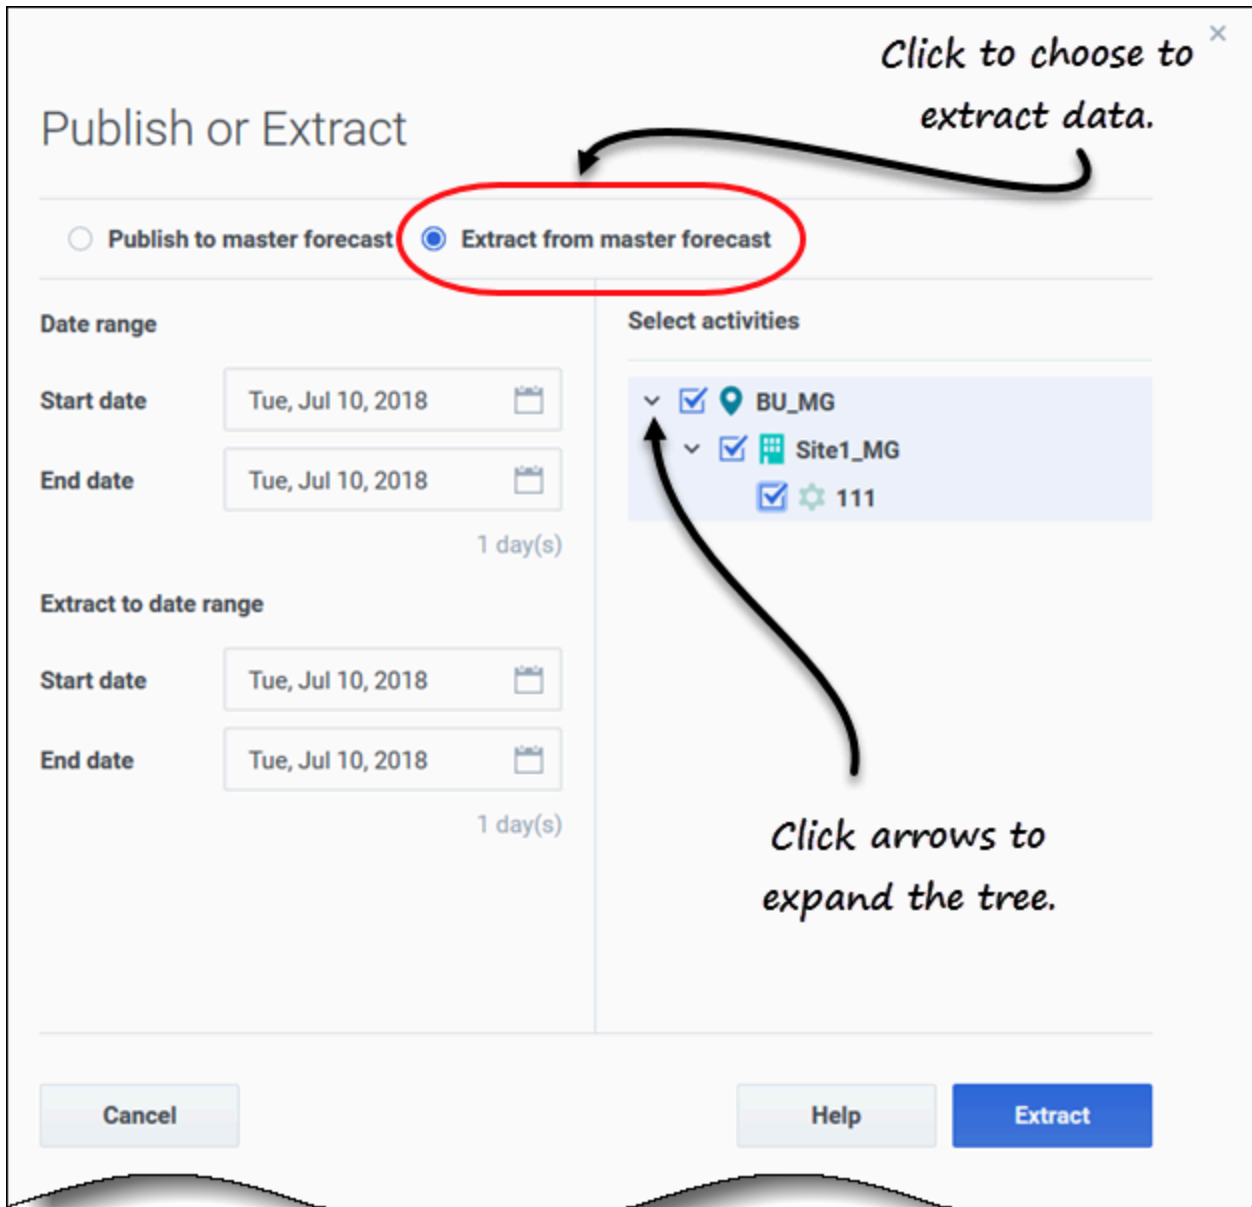 Click to choose to
extract data.
Publish or Extract
Publish to master forecast
Extract from master forecast
Date range
Start date
Tue, Jul 10, 2018
End date
Tue, Jul 10, 2018
1 day(s)
Extract to date range
Start date
Tue, Jul 10, 2018
End date
Tue, Jul 10, 2018
1 day(s)
Select activities
BU_MG
Site1_MG
111
Click arrows to
expand the tree.
Cancel
Help
Extract